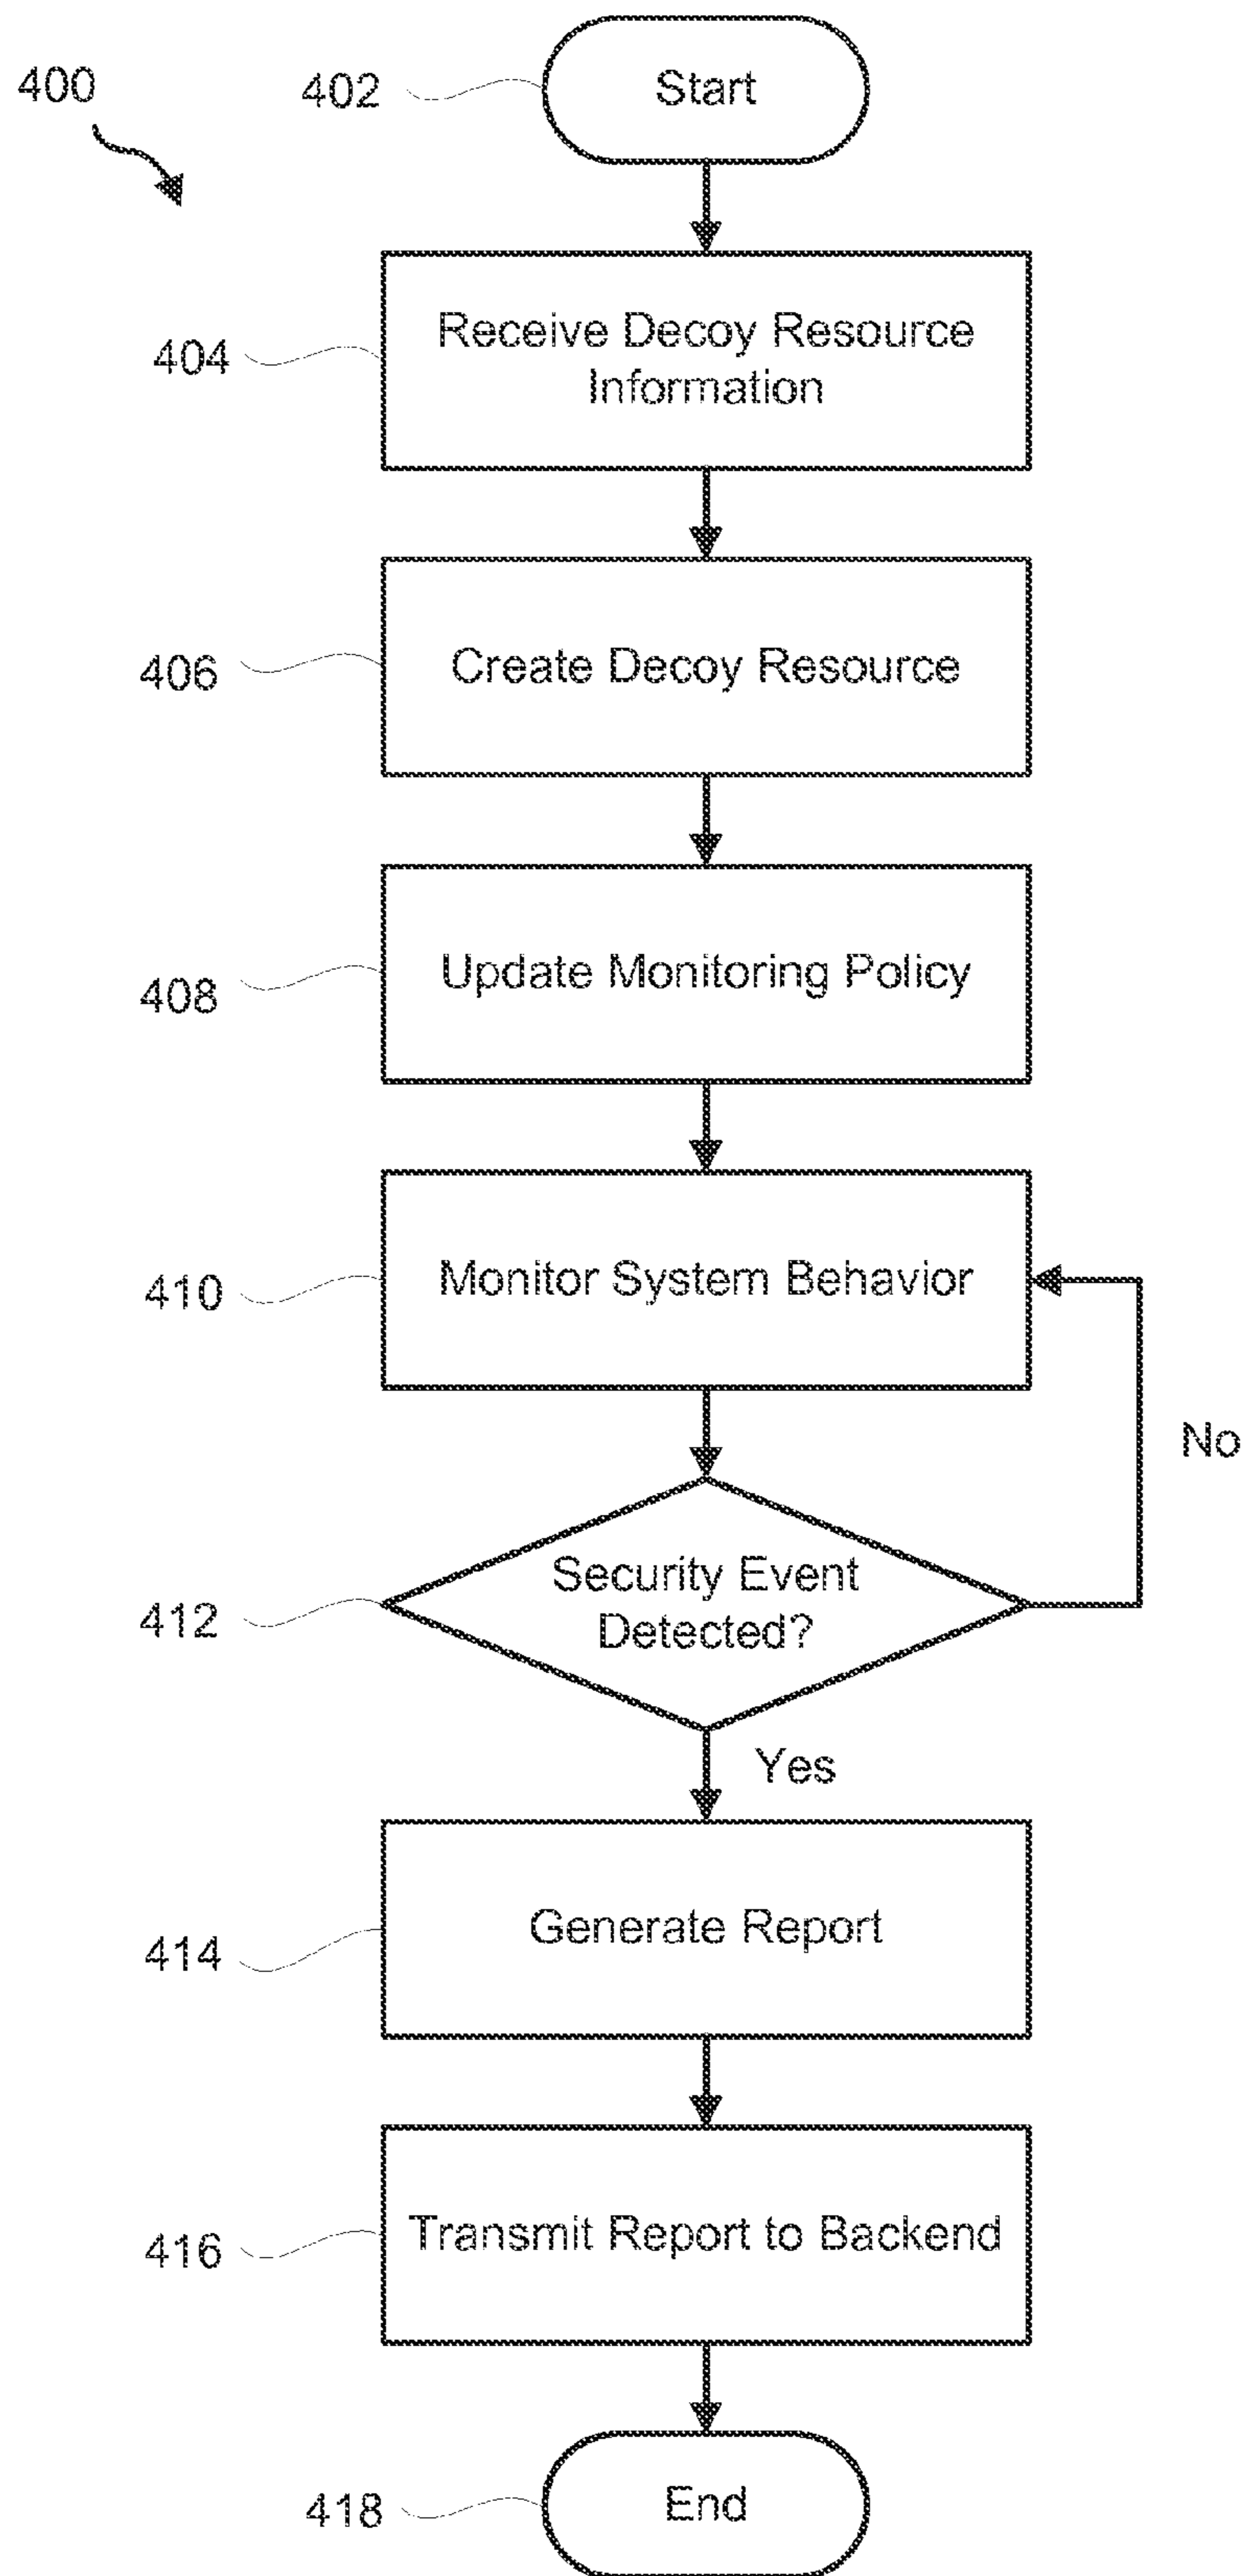 400
402
Start
404
Receive Decoy Resource
Information
406
Create Decoy Resource
408
Update Monitoring Policy
410
Monitor System Behavior
No
412
Security Event
Detected?
Yes
414
Generate Report
416
Transmit Report to Backend
418
End